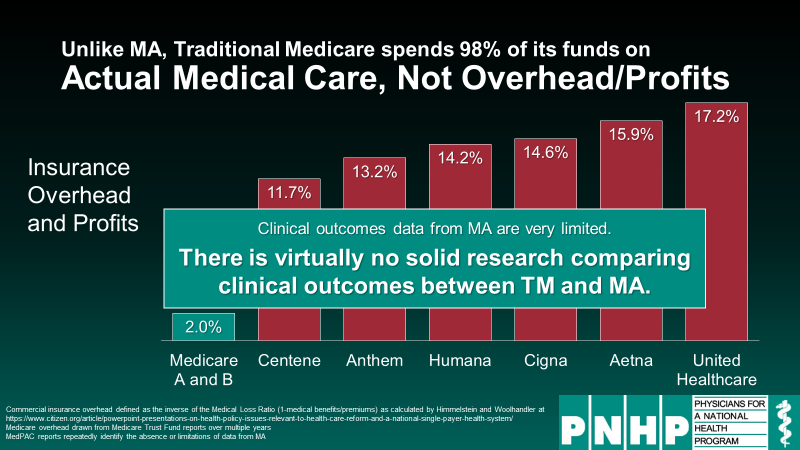 Unlike MA, Traditional Medicare spends 98% of its funds on
Actual Medical Care, Not Overhead/Profits
Insurance
Overhead
and Profits
2.0%
11.7%
13.2%
14.2%
14.6%
15.9%
17.2%
Clinical outcomes data from MA are very limited.
There is virtually no solid research comparing
clinical outcomes between TM and MA.
Medicare
A and B
Centene
Anthem
Humana
Cigna
Aetna
United
Healthcare
Commercial insurance overhead defined as the inverse of the Medical Loss Ratio (1-medical benefits/premiums) as calculated by Himmelstein and Woolhandler at
https://www.citizen.org/article/powerpoint-presentations-on-health-policy-issues-relevant-to-health-care-reform-and-a-national-single-payer-health-system/
Medicare overhead drawn from Medicare Trust Fund reports over multiple years
MedPAC reports repeatedly identify the absence or limitations of data from MA
PNHP
PHYSICIANS FOR
A NATIONAL
HEALTH
PROGRAM